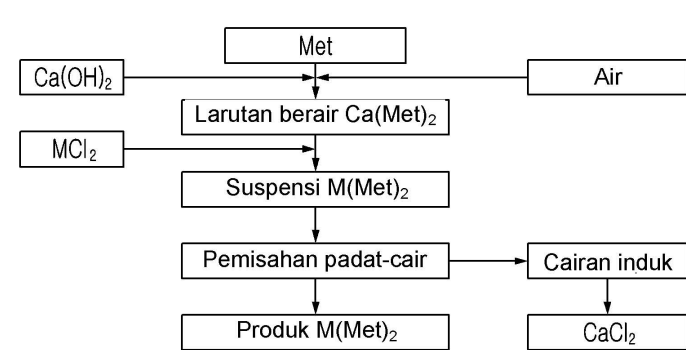 Met
Ca(OH)₂
Air
Larutan berair Ca(Met)₂
MCl₂
Suspensi M(Met)₂
Pemisahan padat-cair
Cairan induk
Produk M(Met)₂
CaCl₂